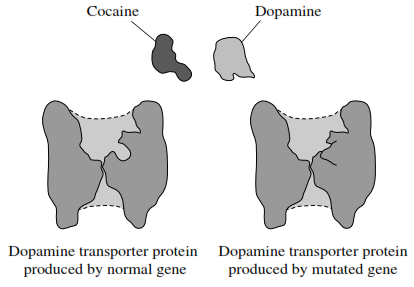 Cocaine
Dopamine
Dopamine transporter protein
produced by normal gene
Dopamine transporter protein
produced by mutated gene